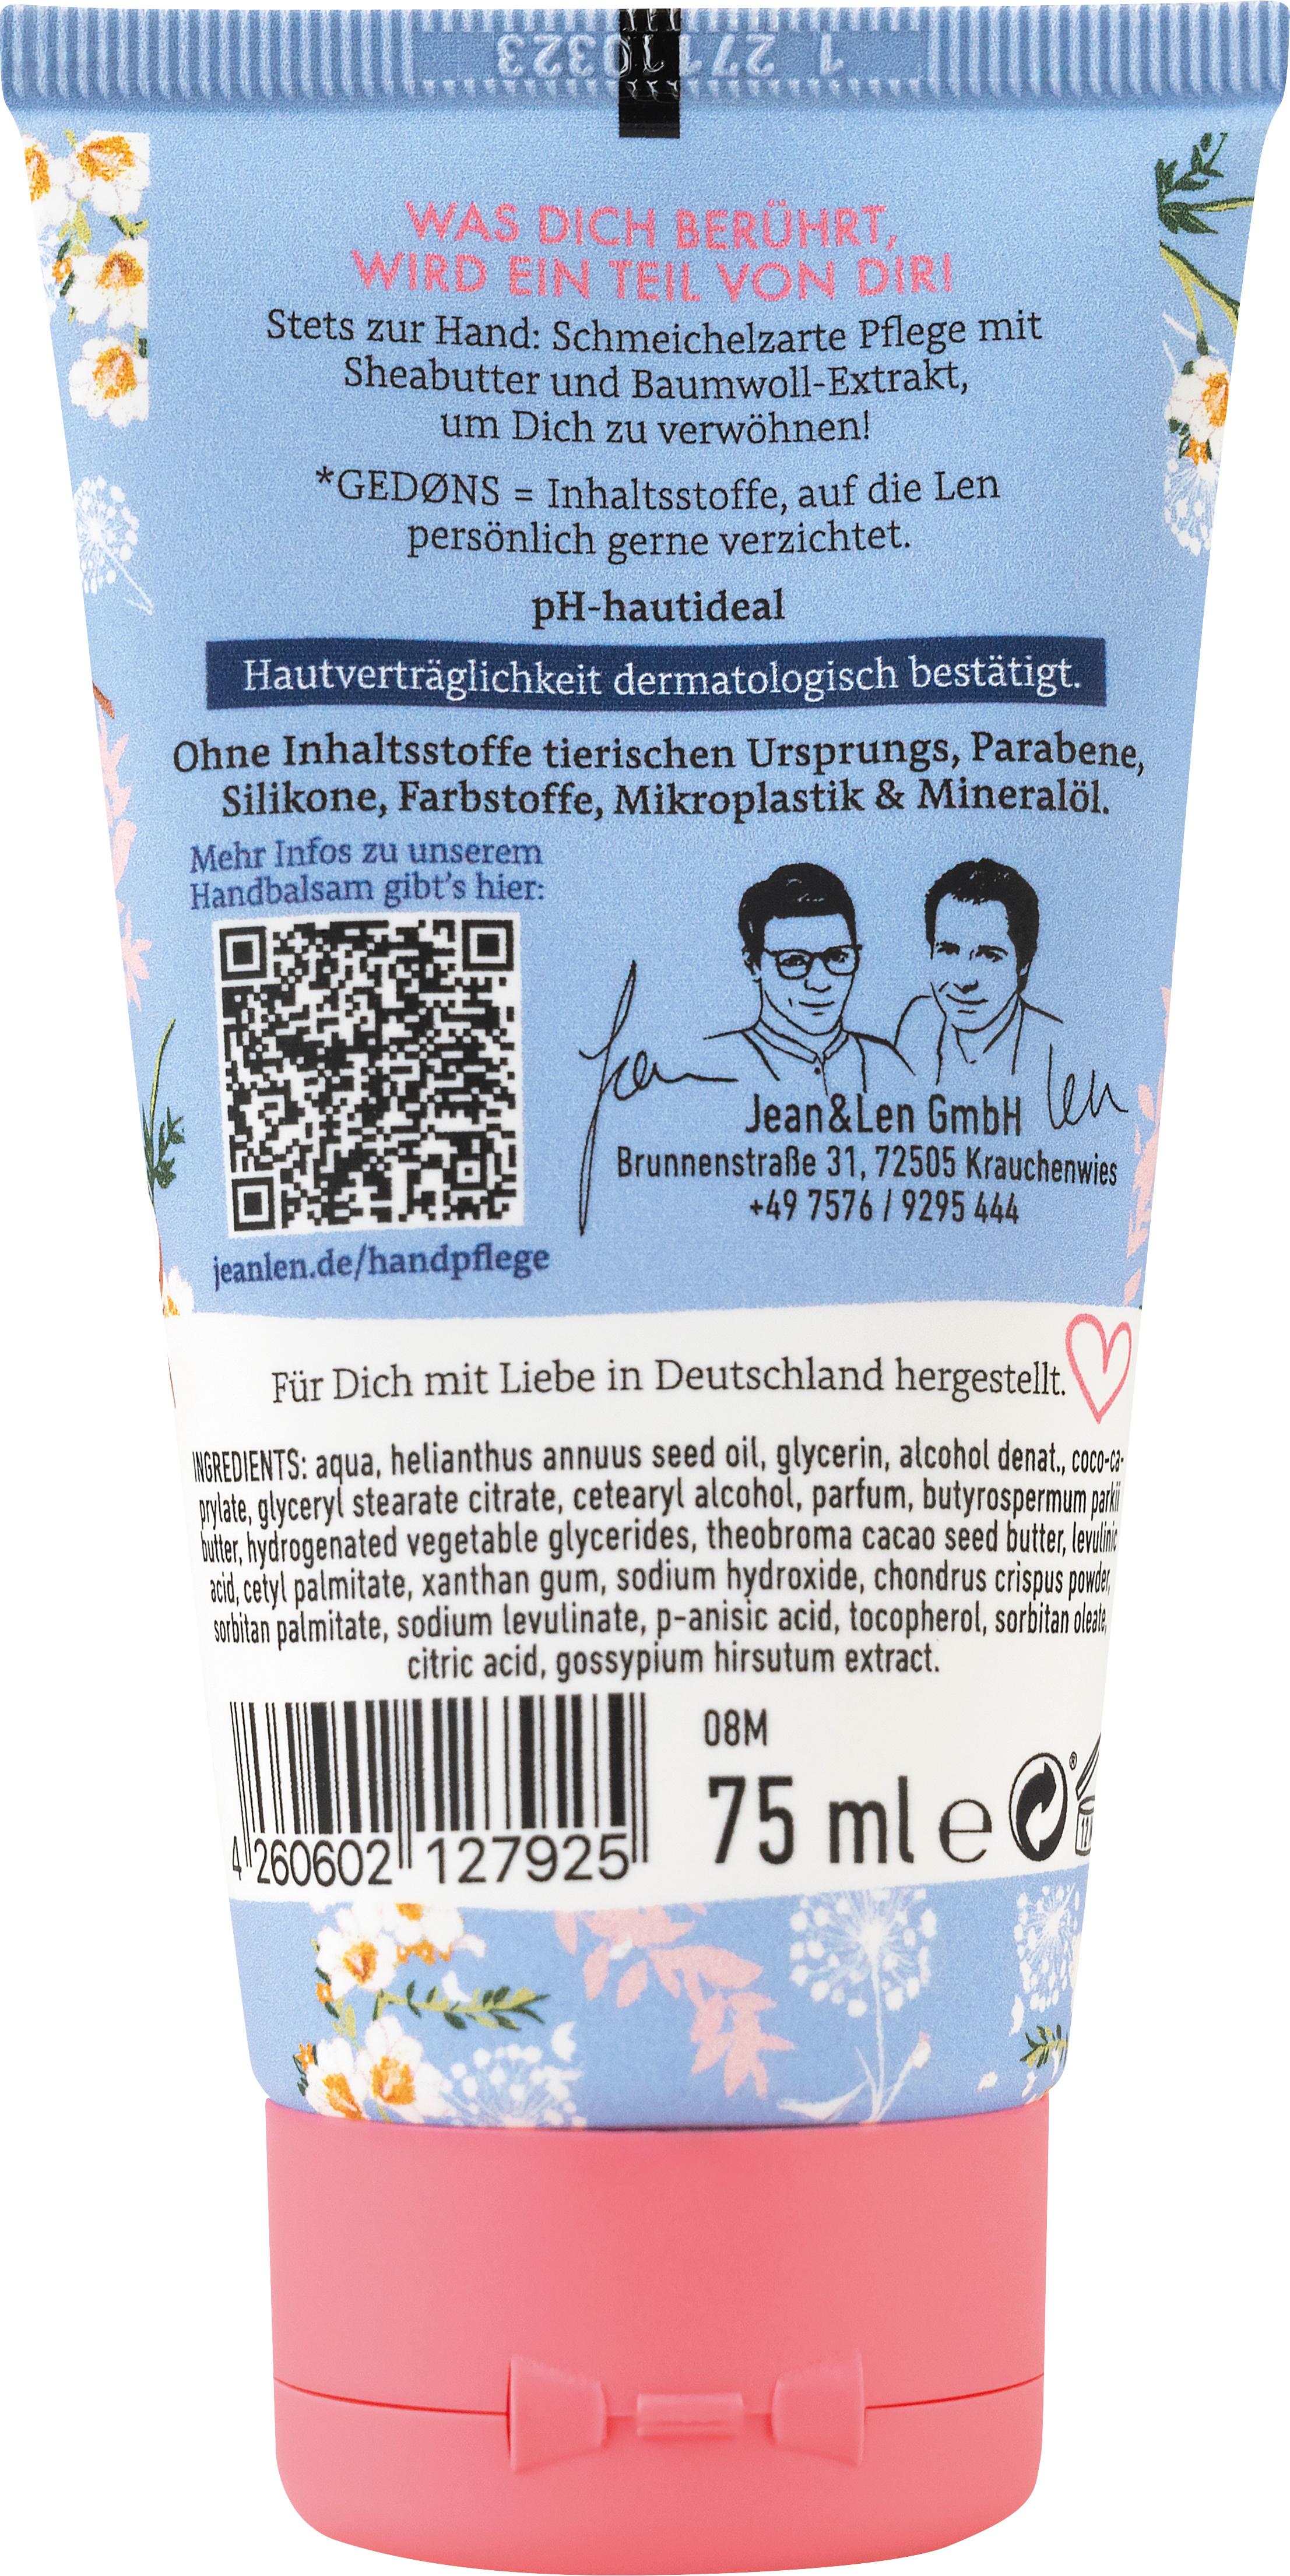 1 27110323
WAS DICH BERÜHRT,
WIRD EIN TEIL VON DIR!
Stets zur Hand: Schmeichelzarte Pflege mit
Sheabutter und Baumwoll-Extrakt,
um Dich zu verwöhnen!
*GEDØNS = Inhaltsstoffe, auf die Len
persönlich gerne verzichtet.
pH-hautideal
Hautverträglichkeit dermatologisch bestätigt.
Ohne Inhaltsstoffe tierischen Ursprungs, Parabene,
Silikone, Farbstoffe, Mikroplastik & Mineralöl.
Mehr Infos zu unserem
Handbalsam gibt's hier:
jeanlen.de/handpflege
Jean
Len
Jean&Len GmbH
Brunnenstraße 31, 72505 Krauchenwies
+49 7576 / 9295 444
Für Dich mit Liebe in Deutschland hergestellt.
INGREDIENTS: aqua, helianthus annuus seed oil, glycerin, alcohol denat., coco-ca-
prylate, glyceryl stearate citrate, cetearyl alcohol, parfum, butyrospermum parkii
butter, hydrogenated vegetable glycerides, theobroma cacao seed butter, levulinic
acid, cetyl palmitate, xanthan gum, sodium hydroxide, chondrus crispus powder,
sorbitan palmitate, sodium levulinate, p-anisic acid, tocopherol, sorbitan oleate,
citric acid, gossypium hirsutum extract.
4 260602 127925
08M
75 ml e